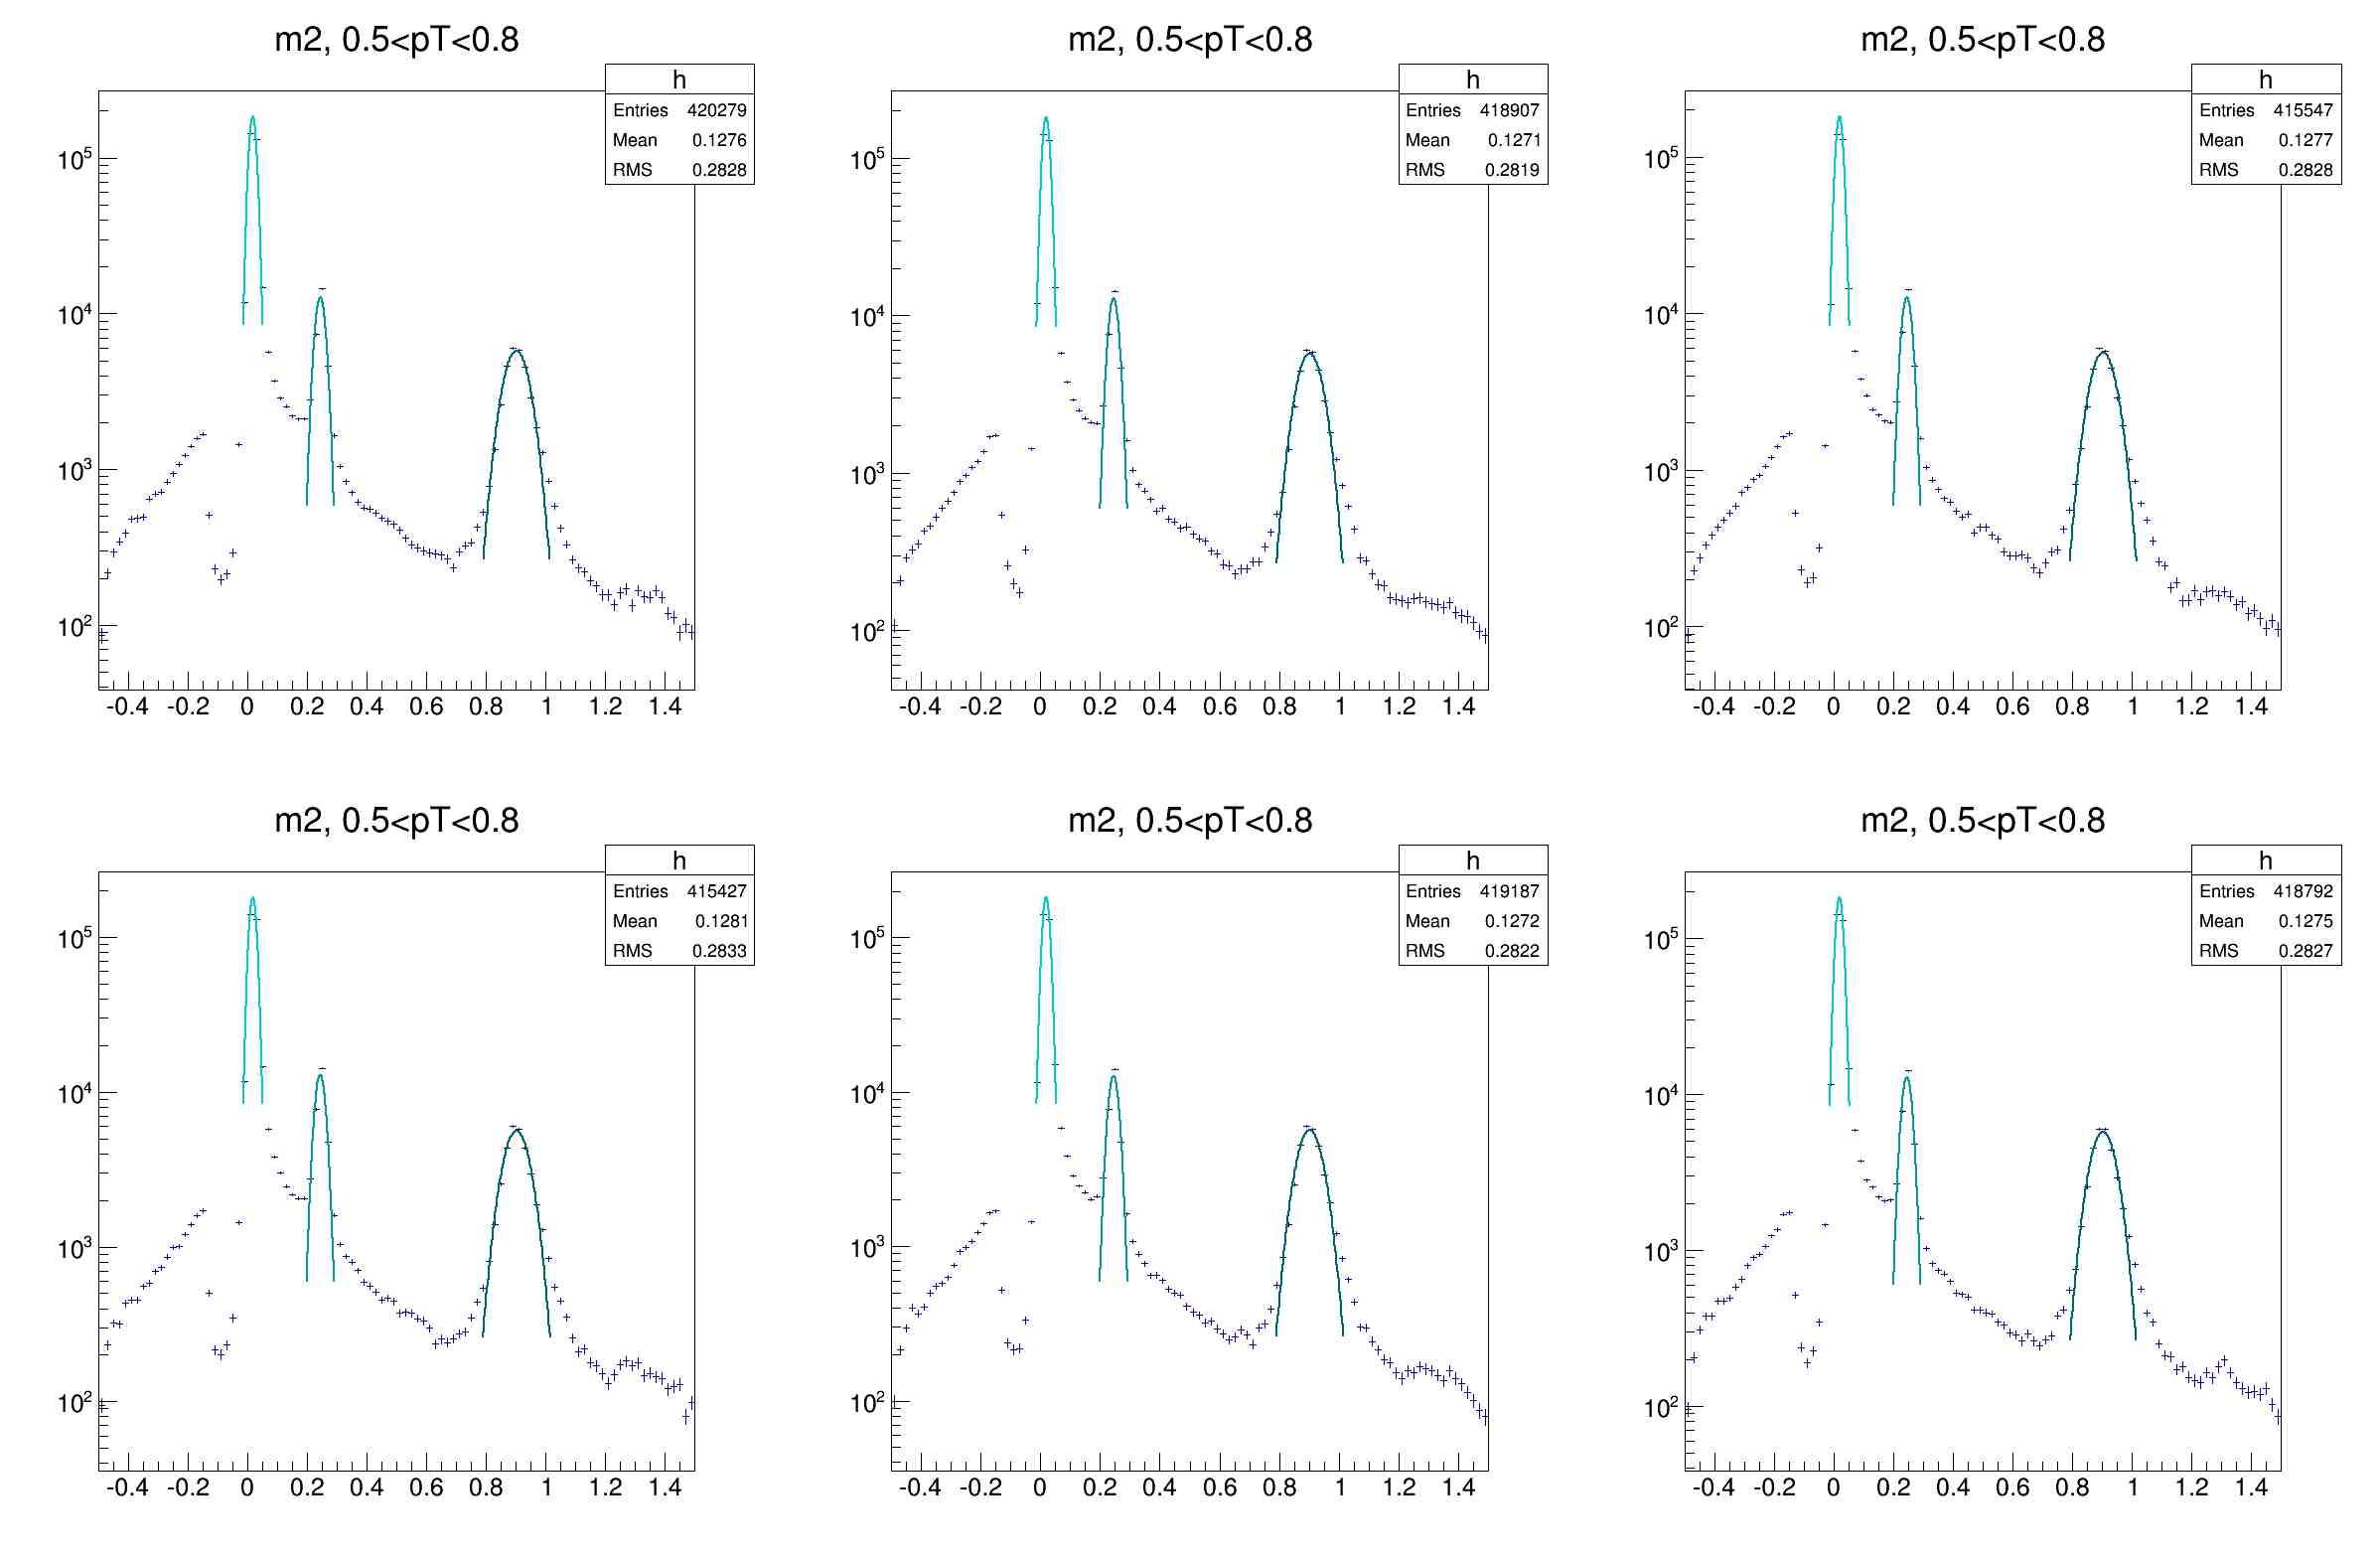 m2, 0.5<pT<0.8
h
Entries 420279
Mean 0.1276
RMS 0.2828
10^5
10^4
10^3
10^2
-0.4 -0.2 0 0.2 0.4 0.6 0.8 1 1.2 1.4
m2, 0.5<pT<0.8
h
Entries 418907
Mean 0.1271
RMS 0.2819
10^5
10^4
10^3
10^2
-0.4 -0.2 0 0.2 0.4 0.6 0.8 1 1.2 1.4
m2, 0.5<pT<0.8
h
Entries 415547
Mean 0.1277
RMS 0.2828
10^5
10^4
10^3
10^2
-0.4 -0.2 0 0.2 0.4 0.6 0.8 1 1.2 1.4
m2, 0.5<pT<0.8
h
Entries 415427
Mean 0.1281
RMS 0.2833
10^5
10^4
10^3
10^2
-0.4 -0.2 0 0.2 0.4 0.6 0.8 1 1.2 1.4
m2, 0.5<pT<0.8
h
Entries 419187
Mean 0.1272
RMS 0.2822
10^5
10^4
10^3
10^2
-0.4 -0.2 0 0.2 0.4 0.6 0.8 1 1.2 1.4
m2, 0.5<pT<0.8
h
Entries 418792
Mean 0.1275
RMS 0.2827
10^5
10^4
10^3
10^2
-0.4 -0.2 0 0.2 0.4 0.6 0.8 1 1.2 1.4